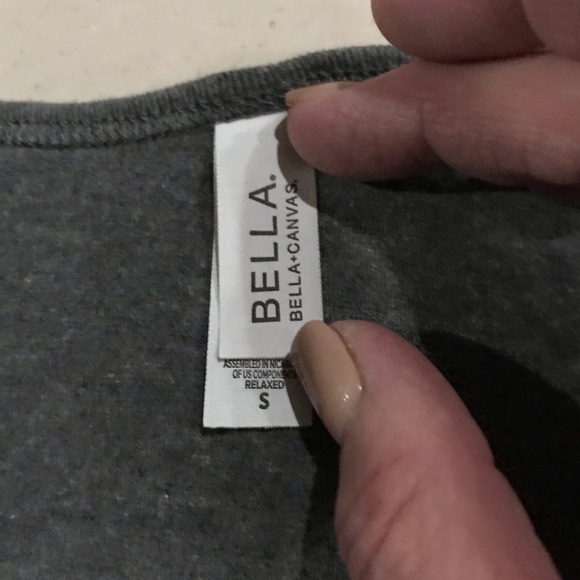 BELLA.
BELLA+CANVAS.
ASSEMBLED IN
OF US
RELAXED
S